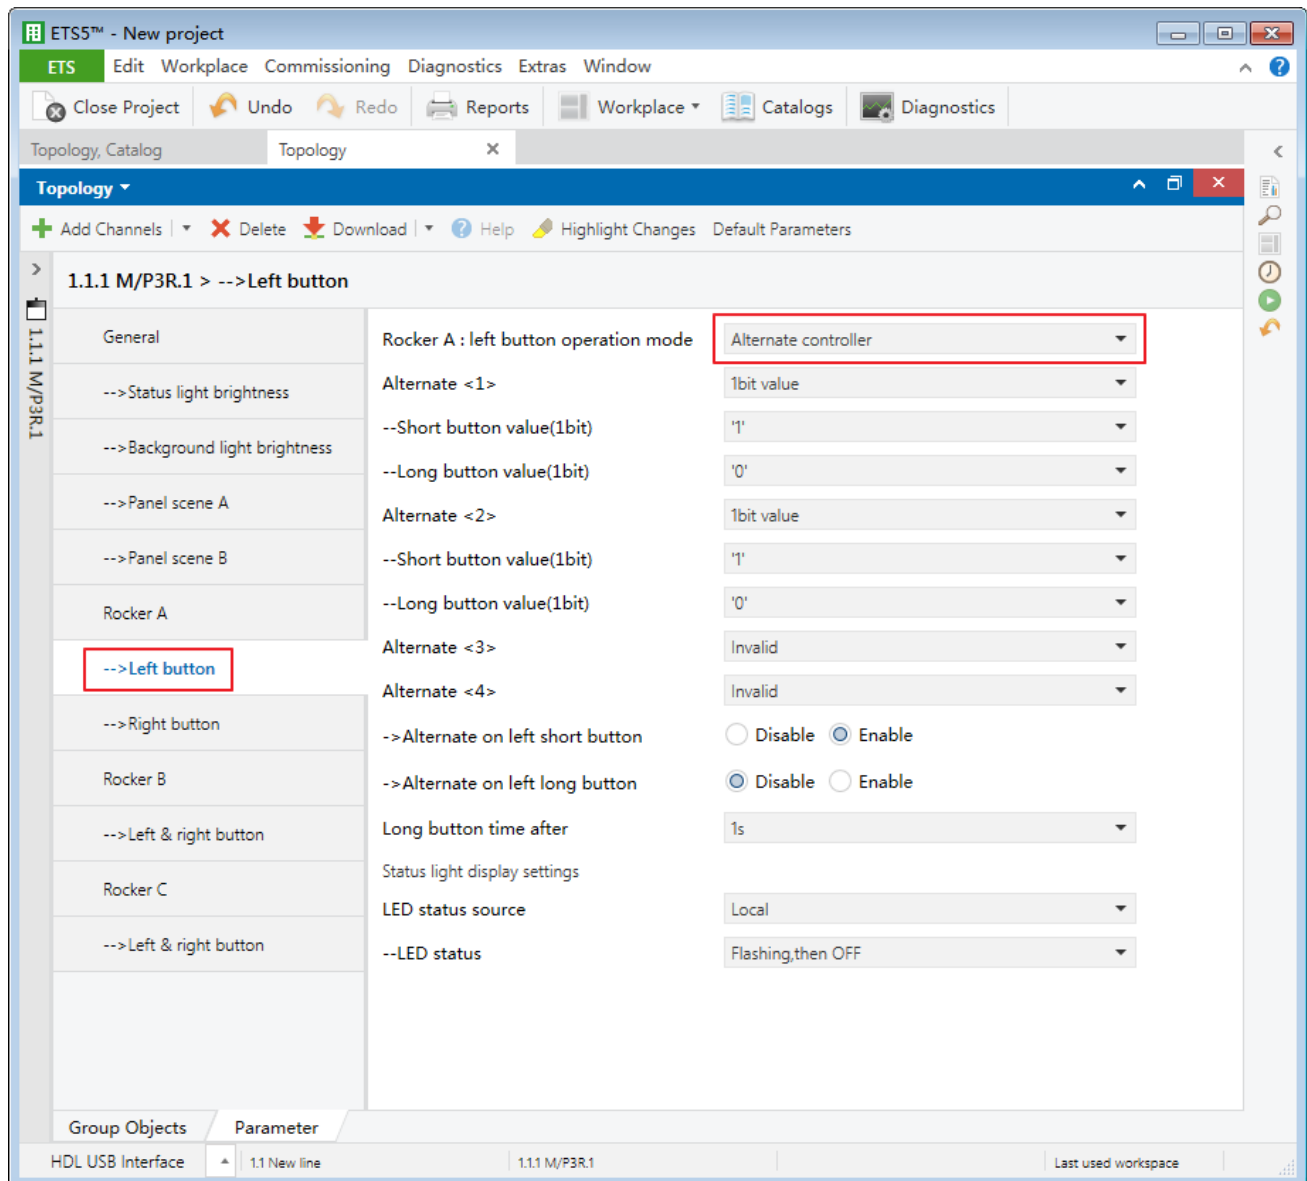 ETS5™ - New project
ETS Edit Workplace Commissioning Diagnostics Extras Window
Close Project Undo Redo Reports Workplace Catalogs Diagnostics
Topology, Catalog Topology
Topology
Add Channels Delete Download Help Highlight Changes Default Parameters
1.1.1 M/P3R.1 > -->Left button
1.1.1 M/P3R.1
General
-->Status light brightness
-->Background light brightness
-->Panel scene A
-->Panel scene B
Rocker A
-->Left button
-->Right button
Rocker B
-->Left & right button
Rocker C
-->Left & right button
Rocker A : left button operation mode Alternate controller
Alternate <1> 1bit value
--Short button value(1bit) '1'
--Long button value(1bit) '0'
Alternate <2> 1bit value
--Short button value(1bit) '1'
--Long button value(1bit) '0'
Alternate <3> Invalid
Alternate <4> Invalid
->Alternate on left short button Disable Enable
->Alternate on left long button Disable Enable
Long button time after 1s
Status light display settings
LED status source Local
--LED status Flashing,then OFF
Group Objects Parameter
HDL USB Interface 1.1 New line 1.1.1 M/P3R.1 Last used workspace